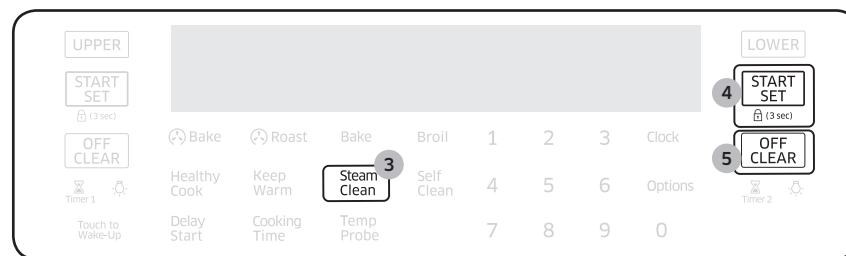 UPPER
LOWER
START
SET
(3 sec)
4
START
SET
(3 sec)
OFF
CLEAR
Bake
Roast
Bake
Broil
1
2
3
Clock
5
OFF
CLEAR
Timer 1
Healthy
Cook
Keep
Warm
3
Steam
Clean
Self
Clean
4
5
6
Options
Timer 2
Touch to
Wake-Up
Delay
Start
Cooking
Time
Temp
Probe
7
8
9
0